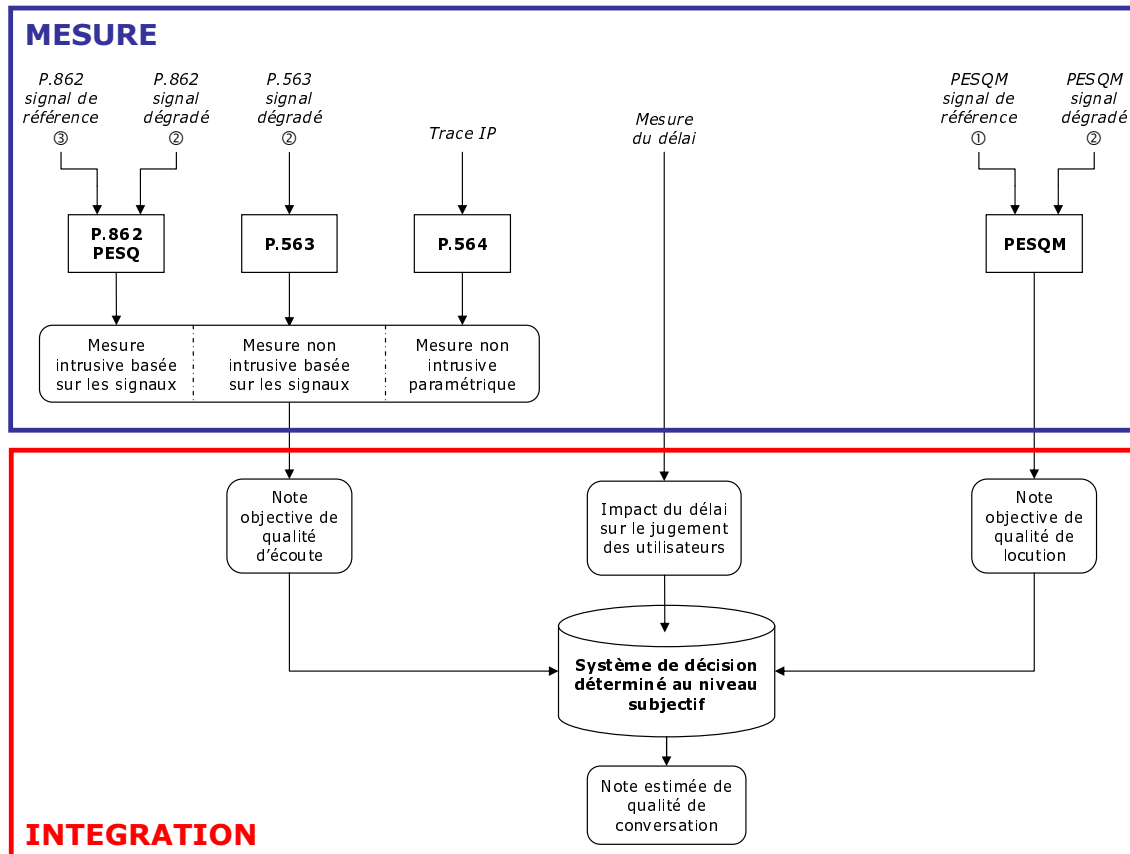 MESURE
P.862
signal de
référence
③
P.862
signal
dégradé
②
P.563
signal
dégradé
②
Trace IP
Mesure
du délai
PESQM
signal de
référence
①
PESQM
signal
dégradé
②
P.862
PESQ
P.563
P.564
PESQM
Mesure
intrusive basée
sur les signaux
Mesure non
intrusive basée
sur les signaux
Mesure non
intrusive
paramétrique
Note
objective de
qualité
d'écoute
Impact du délai
sur le jugement
des utilisateurs
Note
objective de
qualité de
locution
Système de décision
déterminé au niveau
subjectif
Note estimée de
qualité de
conversation
INTEGRATION